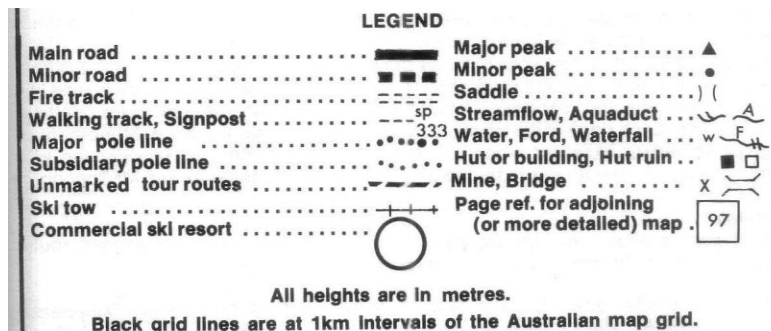 LEGEND
Main road
Minor road
Fire track
Walking track, Signpost sp
Major pole line 333
Subsidiary pole line
Unmarked tour routes
Ski tow
Commercial ski resort
Major peak
Minor peak
Saddle
Streamflow, Aquaduct A
Water, Ford, Waterfall w F
Hut or building, Hut ruin
Mine, Bridge X
Page ref. for adjoining
(or more detailed) map 97
All heights are in metres.
Black grid lines are at 1km intervals of the Australian map grid.